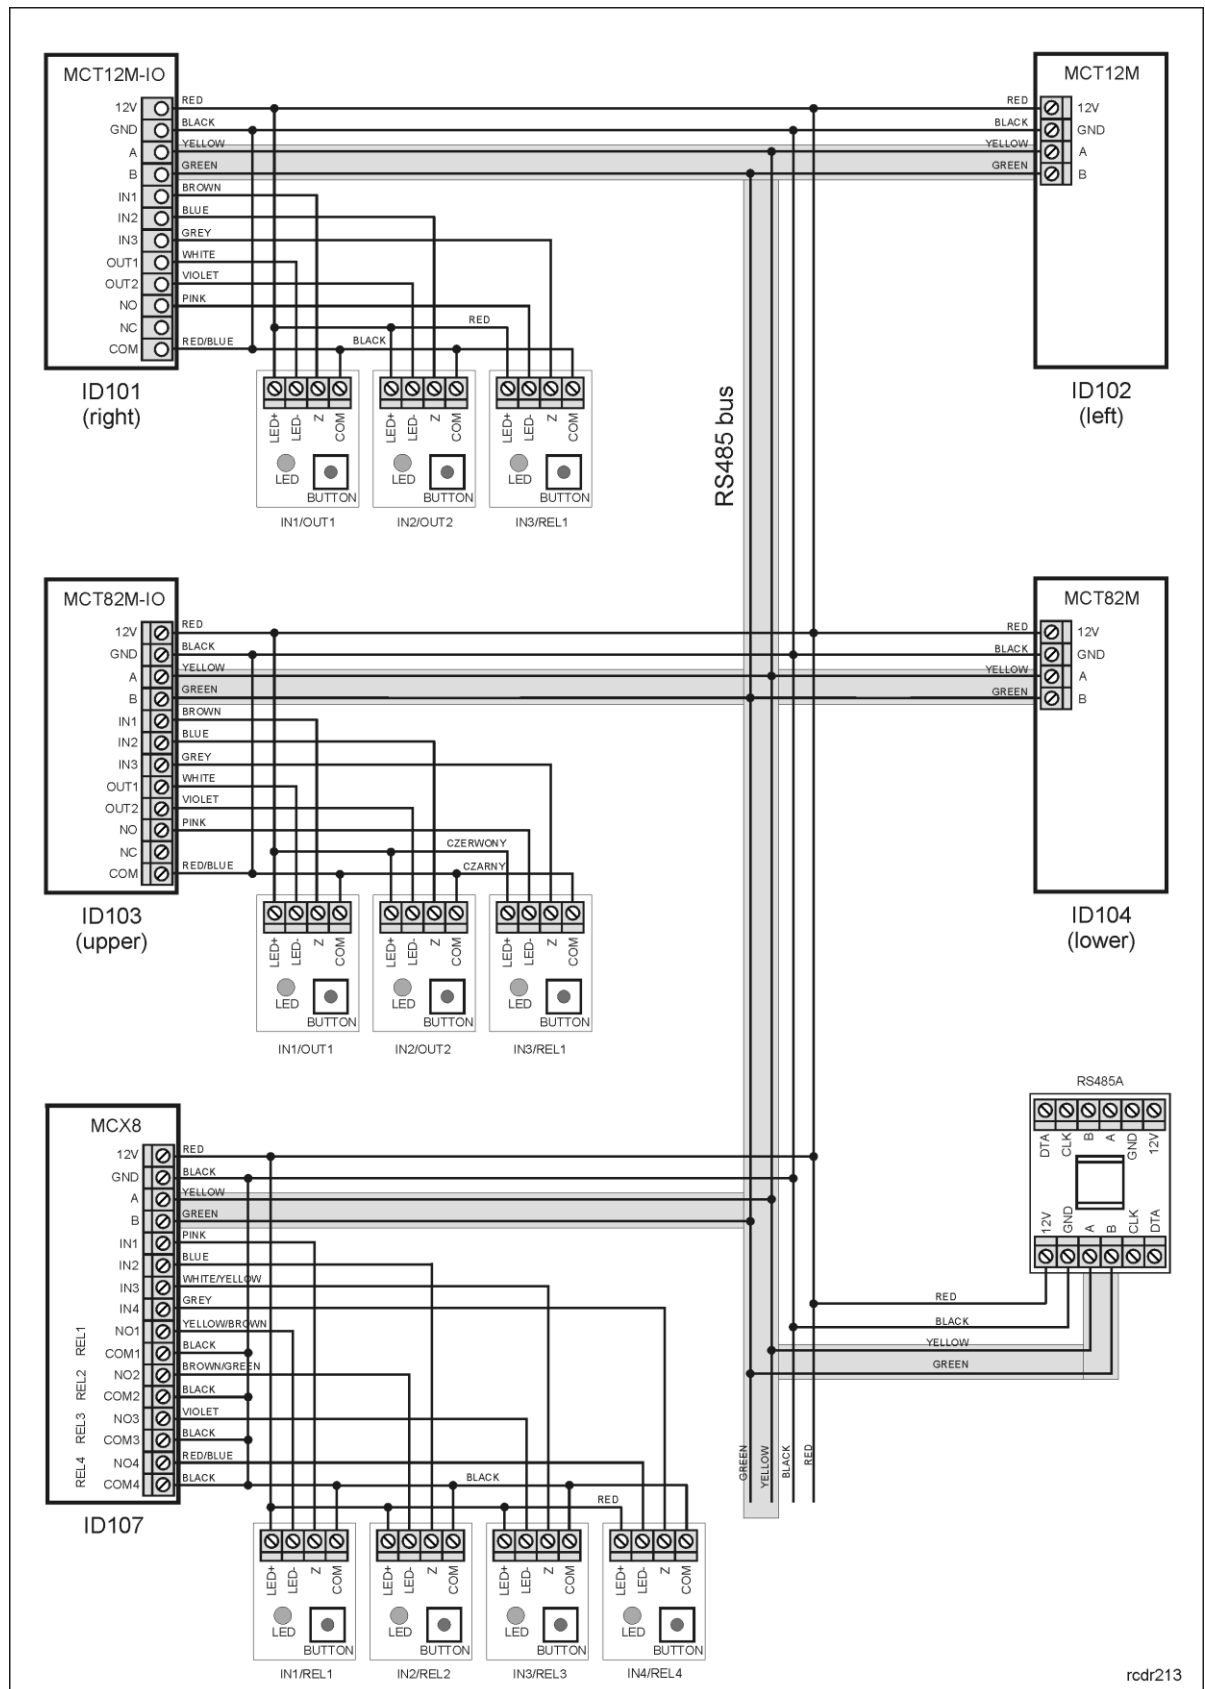 MCT12M-IO
MCT12M
12V RED RED 12V
GND BLACK BLACK GND
A YELLOW YELLOW A
B GREEN GREEN B
IN1 BROWN
IN2 BLUE
IN3 GREY
OUT1 WHITE
OUT2 VIOLET
NO PINK
NC RED
COM RED/BLUE BLACK
ID101
(right)
ID102
(left)
LED+ LED- Z COM LED+ LED- Z COM LED+ LED- Z COM
LED LED LED
BUTTON BUTTON BUTTON
IN1/OUT1 IN2/OUT2 IN3/REL1
RS485 bus
MCT82M-IO
MCT82M
12V RED RED 12V
GND BLACK BLACK GND
A YELLOW YELLOW A
B GREEN GREEN B
IN1 BROWN
IN2 BLUE
IN3 GREY
OUT1 WHITE
OUT2 VIOLET
NO PINK
NC CZERWONY
COM RED/BLUE CZARNY
ID103
(upper)
ID104
(lower)
LED+ LED- Z COM LED+ LED- Z COM LED+ LED- Z COM
LED LED LED
BUTTON BUTTON BUTTON
IN1/OUT1 IN2/OUT2 IN3/REL1
RS485A
DTA CLK B A GND 12V
12V GND A B CLK DTA
RED
BLACK
YELLOW
GREEN
GREEN YELLOW BLACK RED
MCX8
12V RED
GND BLACK
A YELLOW
B GREEN
IN1 PINK
IN2 BLUE
IN3 WHITE/YELLOW
IN4 GREY
REL1 NO1 YELLOW/BROWN
COM1 BLACK
REL2 NO2 BROWN/GREEN
COM2 BLACK
REL3 NO3 VIOLET
COM3 BLACK
REL4 NO4 RED/BLUE
COM4 BLACK BLACK
RED
ID107
LED+ LED- Z COM LED+ LED- Z COM LED+ LED- Z COM LED+ LED- Z COM
LED LED LED LED
BUTTON BUTTON BUTTON BUTTON
IN1/REL1 IN2/REL2 IN3/REL3 IN4/REL4
rcdr213